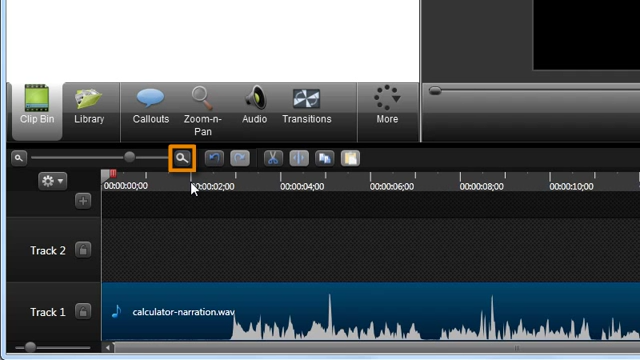 Clip Bin
Library
Callouts
Zoom-n-
Pan
Audio
Transitions
More
00:00:00;00
00:00:02;00
00:00:04;00
00:00:06;00
00:00:08;00
00:00:10;00
Track 2
Track 1
calculator-narration.wav